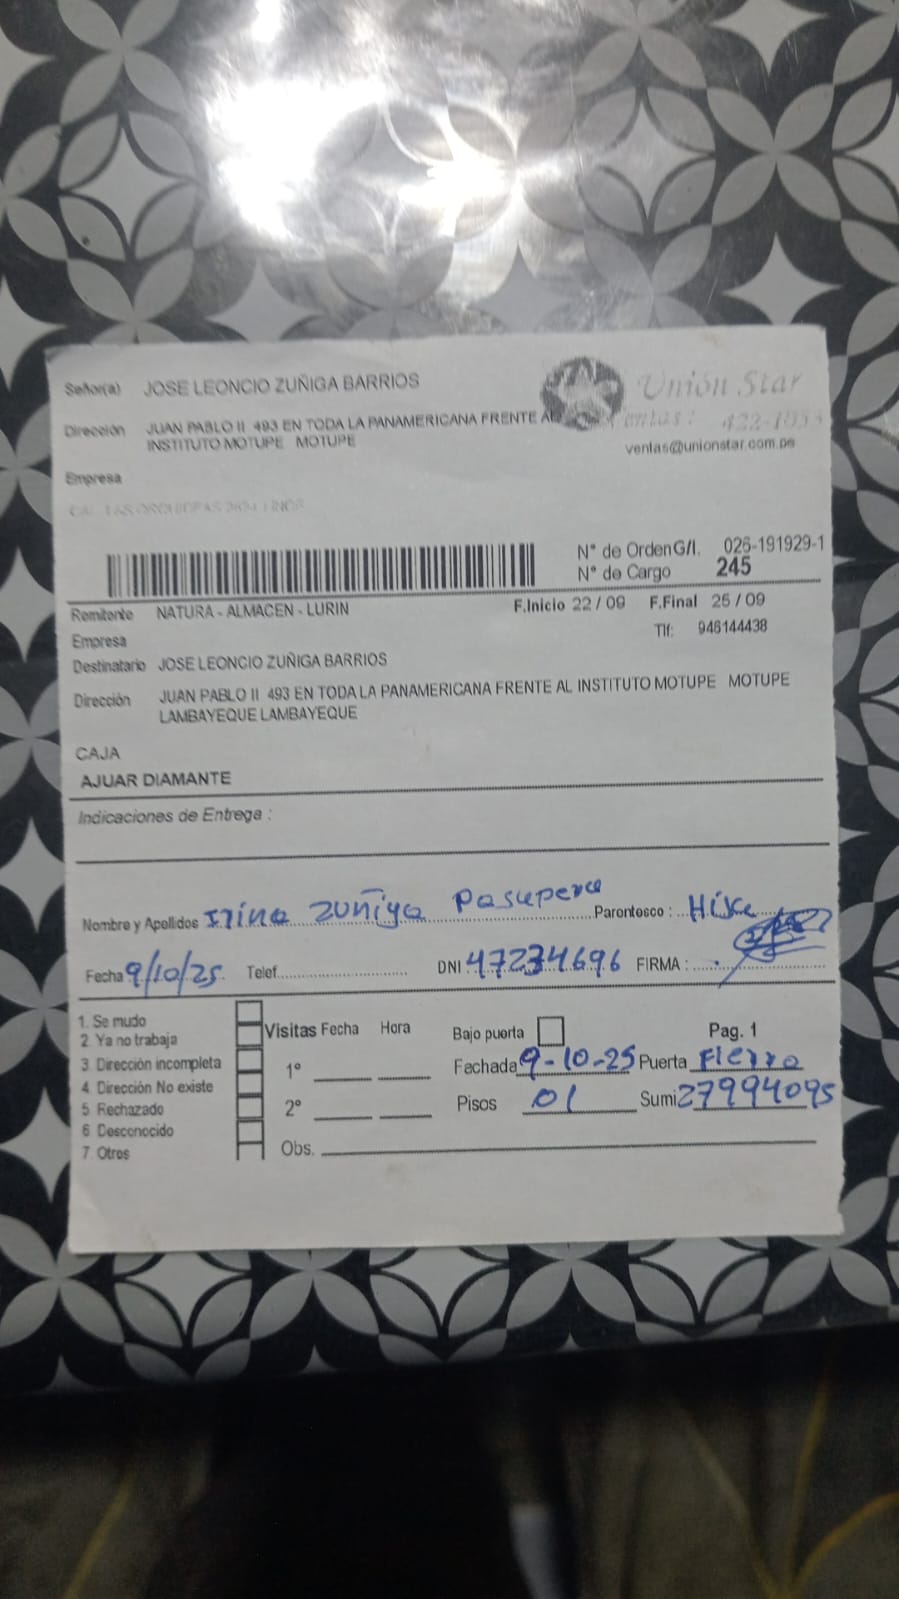 Señor(a) JOSE LEONCIO ZUÑIGA BARRIOS
Unión Star
Dirección JUAN PABLO II 493 EN TODA LA PANAMERICANA FRENTE AL
INSTITUTO MOTUPE MOTUPE
ventas@unionstar.com.pe
Empresa
N° de Orden G/I. 026-191929-1
N° de Cargo 245
Remitente NATURA - ALMACEN - LURIN F.Inicio 22 / 09 F.Final 25 / 09
Empresa Tlf: 946144438
Destinatario JOSE LEONCIO ZUÑIGA BARRIOS
Dirección JUAN PABLO II 493 EN TODA LA PANAMERICANA FRENTE AL INSTITUTO MOTUPE MOTUPE
LAMBAYEQUE LAMBAYEQUE
CAJA
AJUAR DIAMANTE
Indicaciones de Entrega :
Nombre y Apellidos Irina Zuñiga Parentesco :
Fecha 9/10/25 Telef. DNI 47234696 FIRMA :
1. Se mudo
2. Ya no trabaja
3. Dirección incompleta
4. Dirección No existe
5. Rechazado
6. Desconocido
7. Otros
Visitas Fecha Hora
1º
2º
Obs.
Bajo puerta Pag. 1
Fechada 9-10-25 Puerta Fierro
Pisos 01 Sumi 27994095